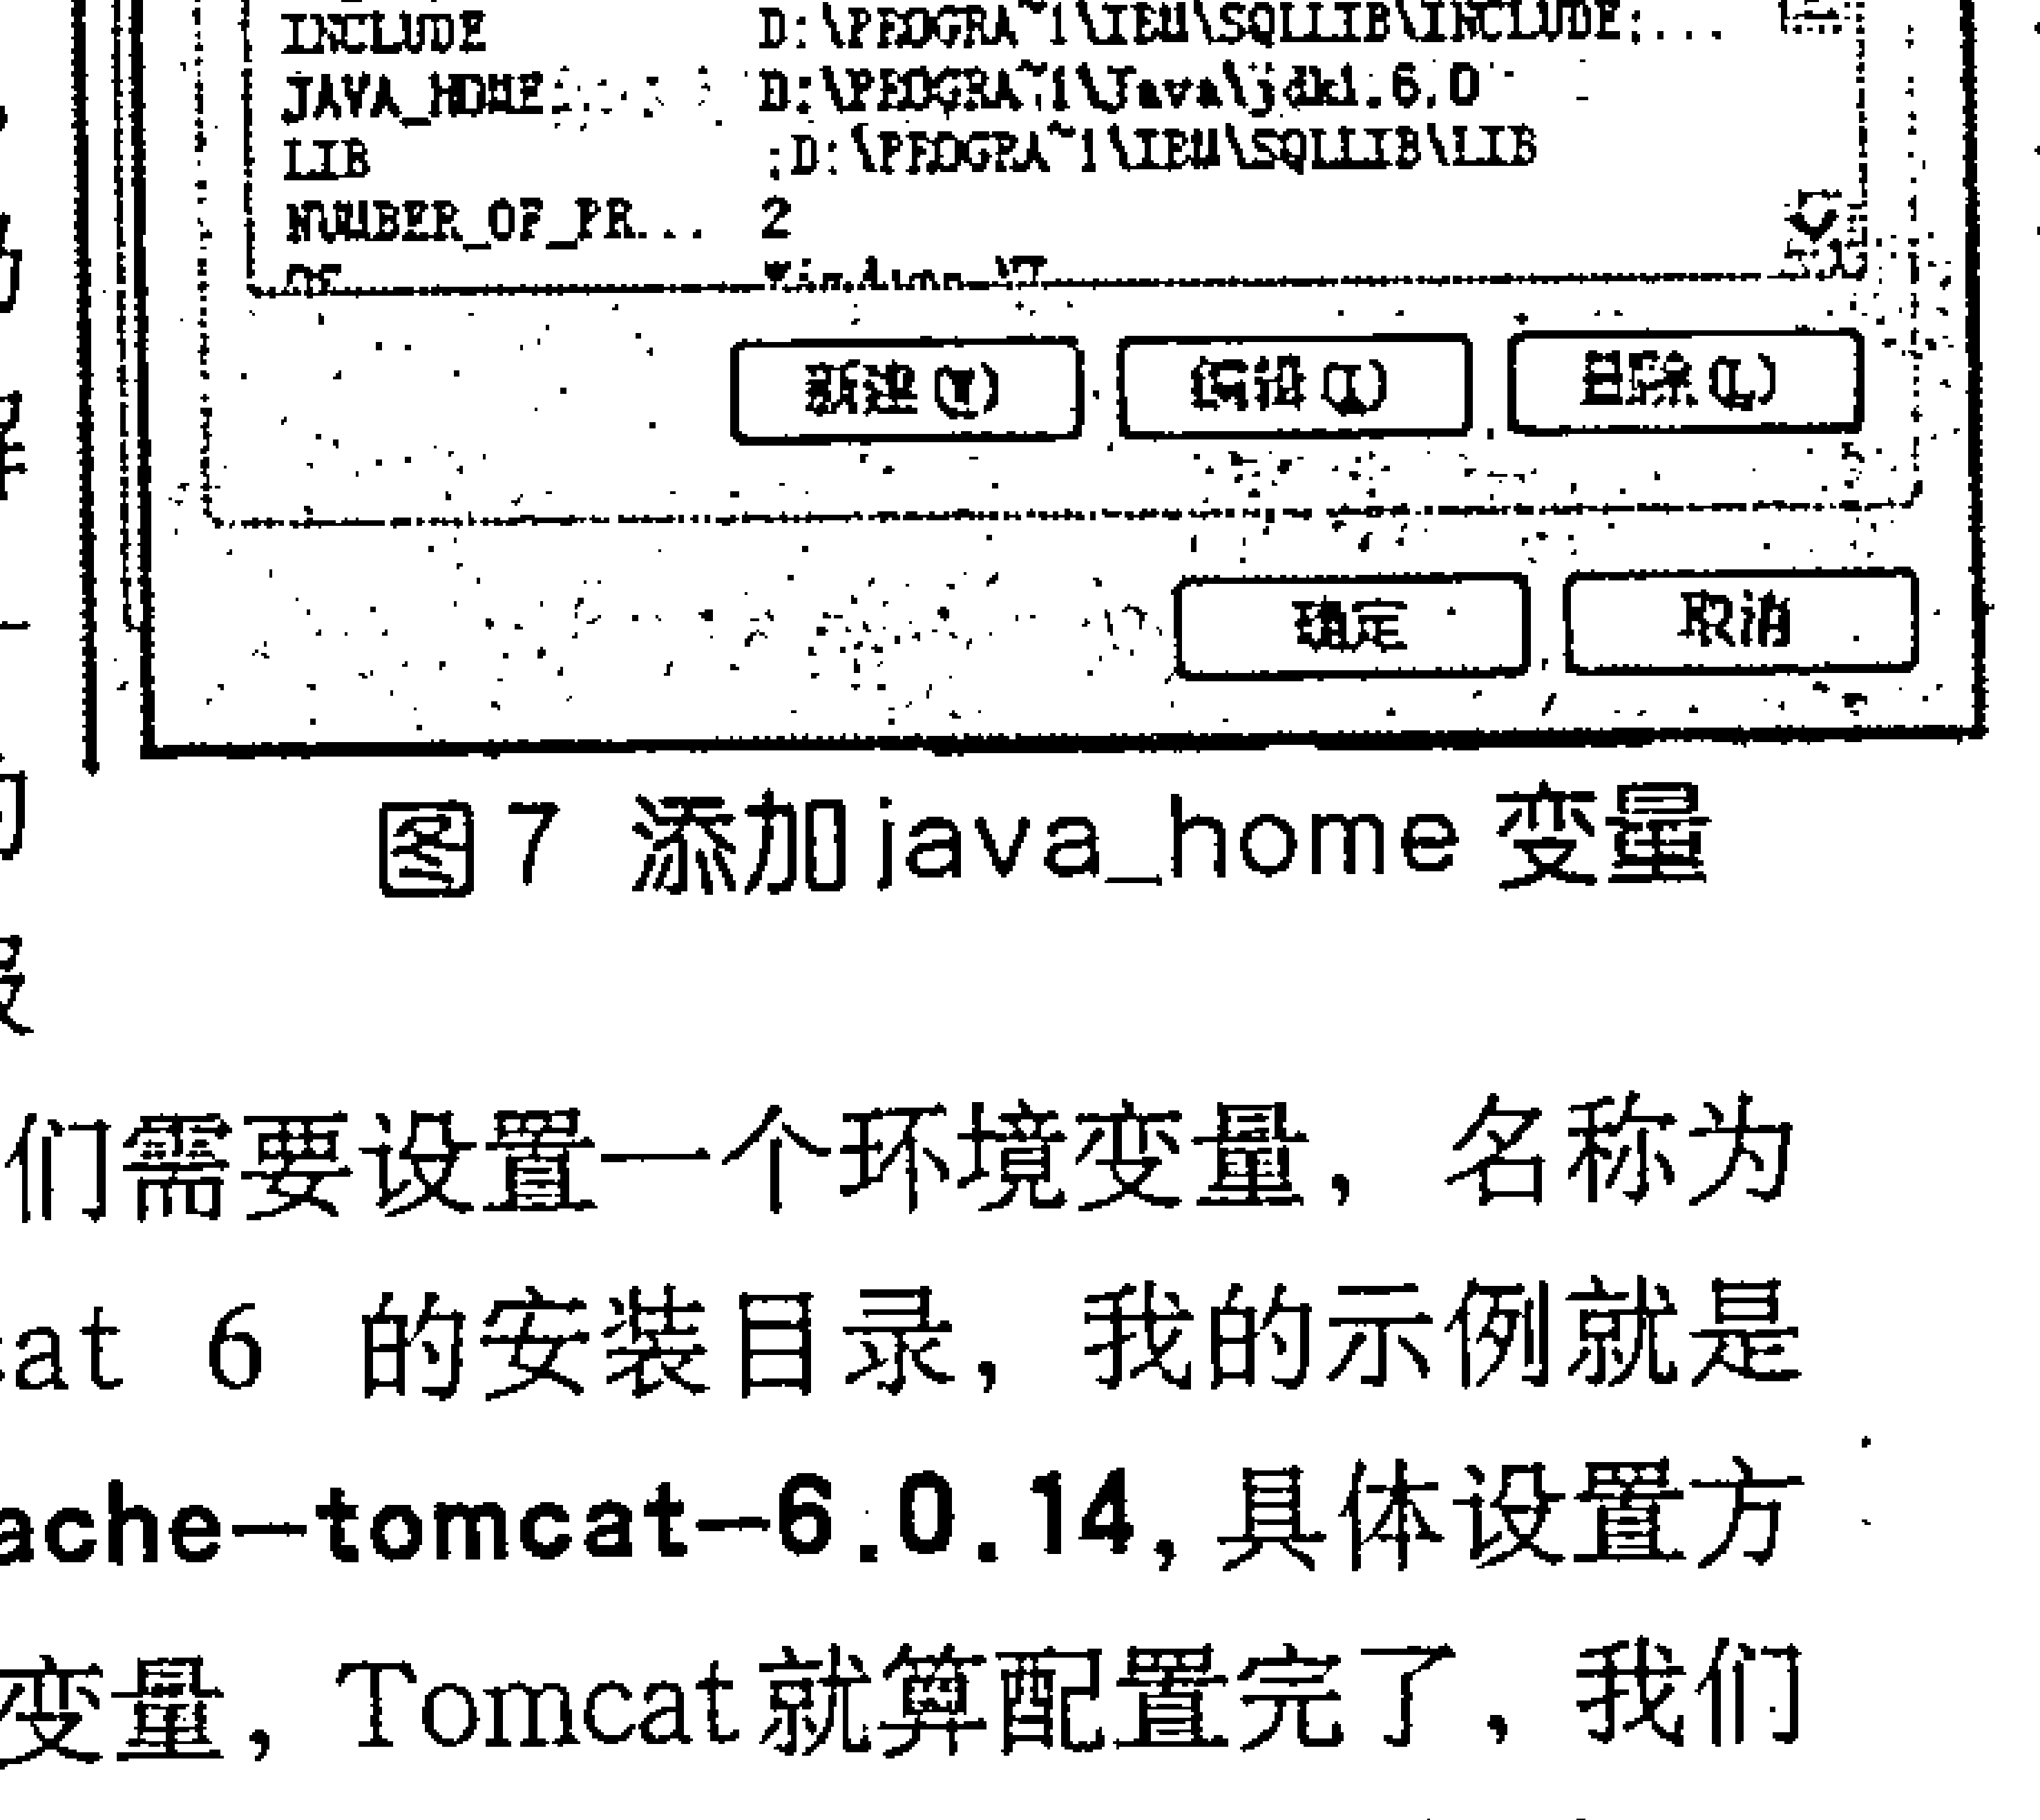 INCLUDE D:\PROGRA~1\IBM\SQLLIB\INCLUDE;...
JAVA_HOME D:\PROGRA~1\Java\jdk1.6.0
LIB ;D:\PROGRA~1\IBM\SQLLIB\LIB
NUMBER_OF_PR... 2
OS Windows_NT
新建(W) 编辑(I) 删除(L)
确定 取消
图7 添加java_home变量
们需要设置一个环境变量，名称为
cat 6 的安装目录，我的示例就是
ache-tomcat-6.0.14,具体设置方
变量，Tomcat就算配置完了，我们